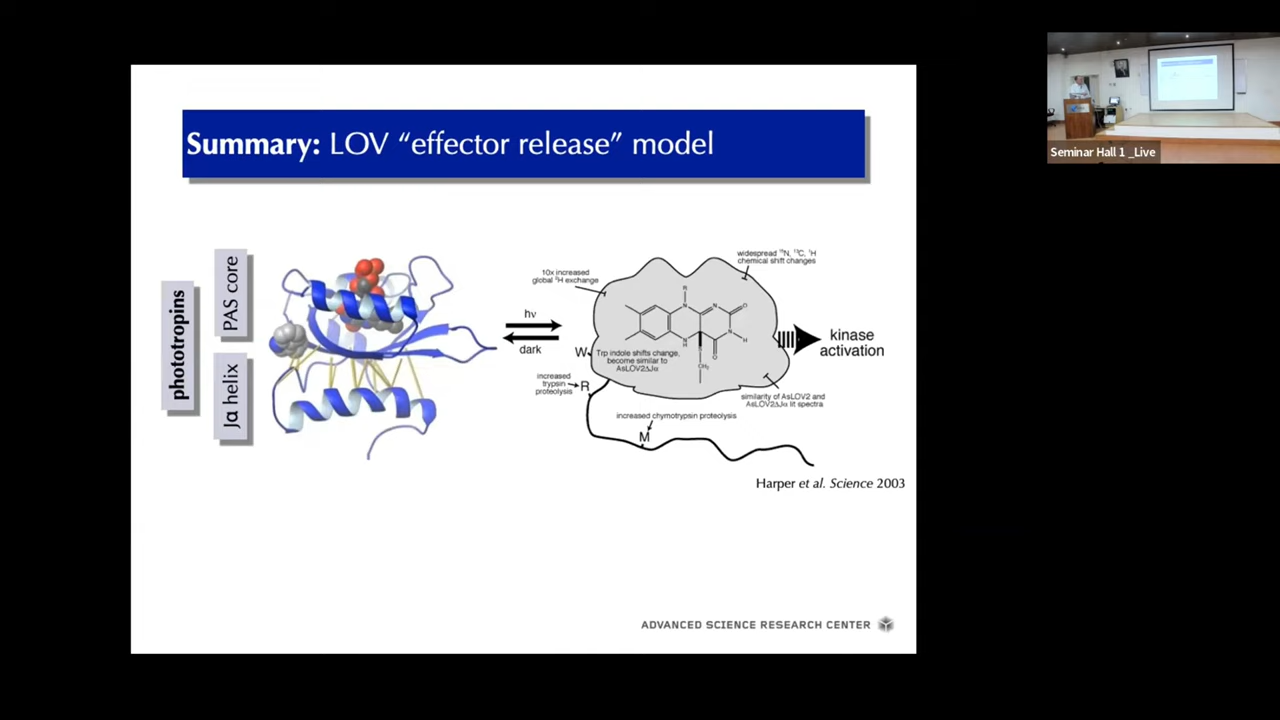 Summary: LOV “effector release” model
phototropins
PAS core
Jα helix
hν
dark
10x increased
global ²H exchange
widespread ¹⁵N, ¹³C, ¹H
chemical shift changes
R
N
N
O
N
H
N
H
O
CH₂
W
Trp indole shifts change,
become similar to
AsLOV2ΔJα
increased
trypsin
proteolysis
R
increased chymotrypsin proteolysis
M
similarity of AsLOV2 and
AsLOV2ΔJα lit spectra
kinase
activation
Harper et al. Science 2003
ADVANCED SCIENCE RESEARCH CENTER
Seminar Hall 1 _Live